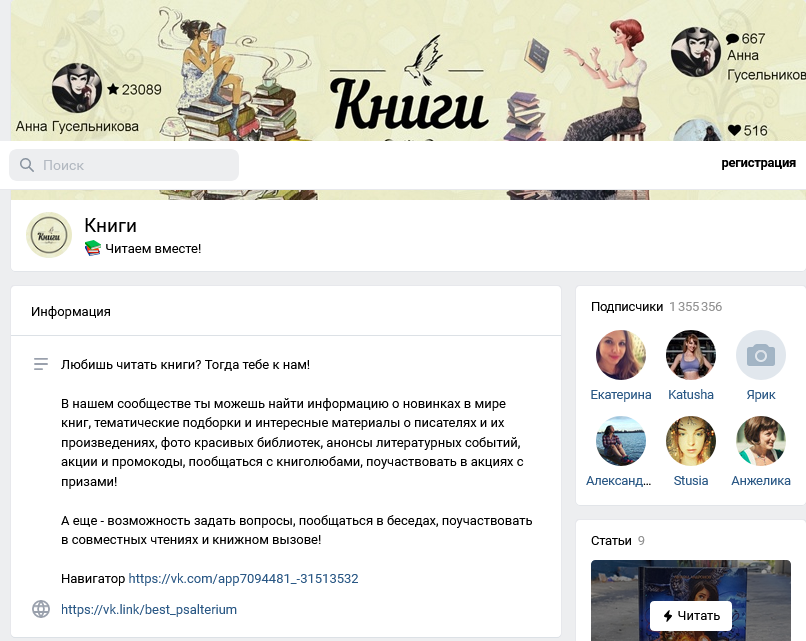 667
Анна
Гусельников
23089
Книги
Анна Гусельникова
516
Поиск
регистрация
Книги
Книги
Читаем вместе!
Информация
Подписчики 1 355 356
Любишь читать книги? Тогда тебе к нам!
Екатерина Katusha Ярик
В нашем сообществе ты можешь найти информацию о новинках в мире
книг, тематические подборки и интересные материалы о писателях и их
произведениях, фото красивых библиотек, анонсы литературных событий,
акции и промокоды, пообщаться с книголюбами, поучаствовать в акциях с
призами!
Александ... Stusia Анжелика
А еще - возможность задать вопросы, пообщаться в беседах, поучаствовать
в совместных чтениях и книжном вызове!
Статьи 9
Навигатор https://vk.com/app7094481_-31513532
https://vk.link/best_psalterium
Читать